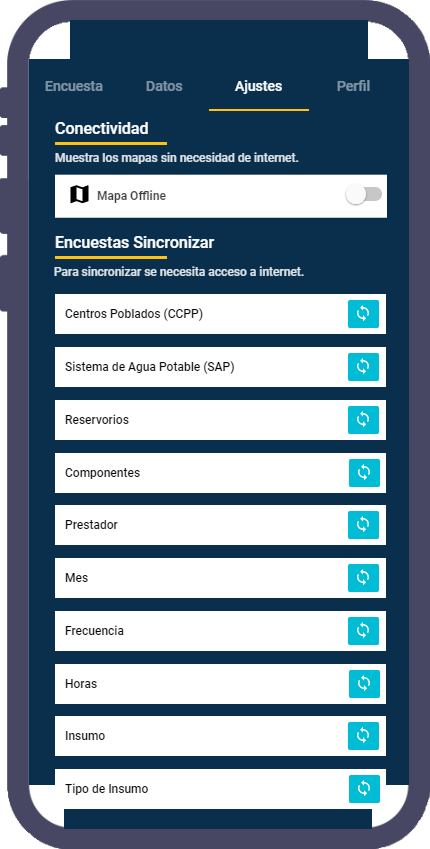 Encuesta Datos Ajustes Perfil
Conectividad
Muestra los mapas sin necesidad de internet.
Mapa Offline
Encuestas Sincronizar
Para sincronizar se necesita acceso a internet.
Centros Poblados (CCPP)
Sistema de Agua Potable (SAP)
Reservorios
Componentes
Prestador
Mes
Frecuencia
Horas
Insumo
Tipo de Insumo